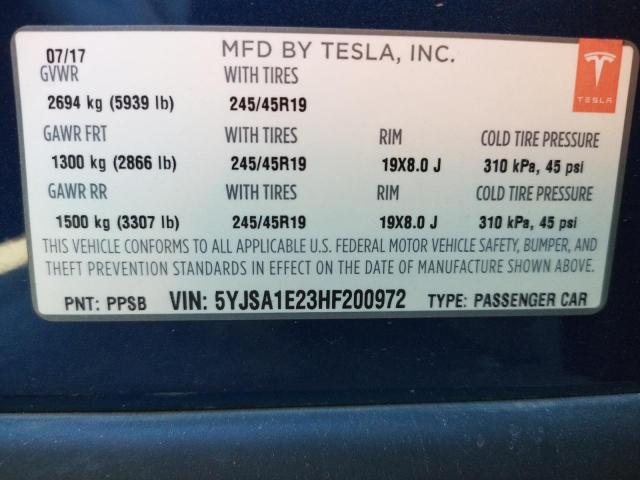 07/17 MFD BY TESLA, INC.
TESLA
GVWR WITH TIRES
2694 kg (5939 lb) 245/45R19
GAWR FRT WITH TIRES RIM COLD TIRE PRESSURE
1300 kg (2866 lb) 245/45R19 19X8.0 J 310 kPa, 45 psi
GAWR RR WITH TIRES RIM COLD TIRE PRESSURE
1500 kg (3307 lb) 245/45R19 19X8.0 J 310 kPa, 45 psi
THIS VEHICLE CONFORMS TO ALL APPLICABLE U.S. FEDERAL MOTOR VEHICLE SAFETY, BUMPER, AND
THEFT PREVENTION STANDARDS IN EFFECT ON THE DATE OF MANUFACTURE SHOWN ABOVE.
PNT: PPSB VIN: 5YJSA1E23HF200972 TYPE: PASSENGER CAR